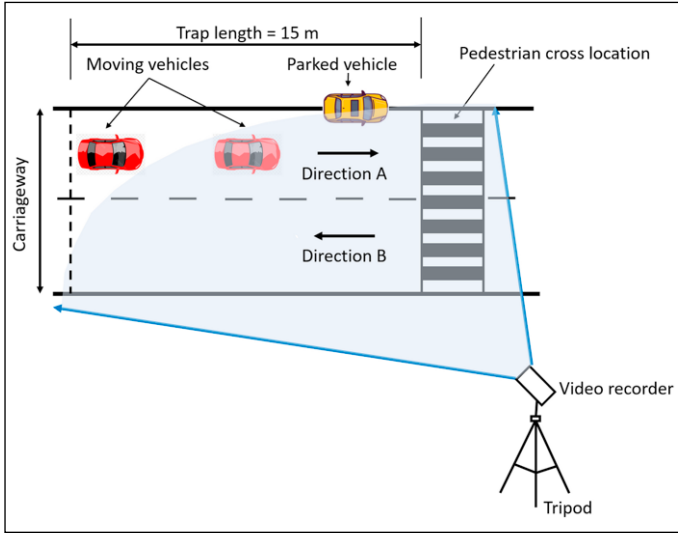 Trap length = 15 m
Moving vehicles
Parked vehicle
Pedestrian cross location
Carriageway
Direction A
Direction B
Video recorder
Tripod